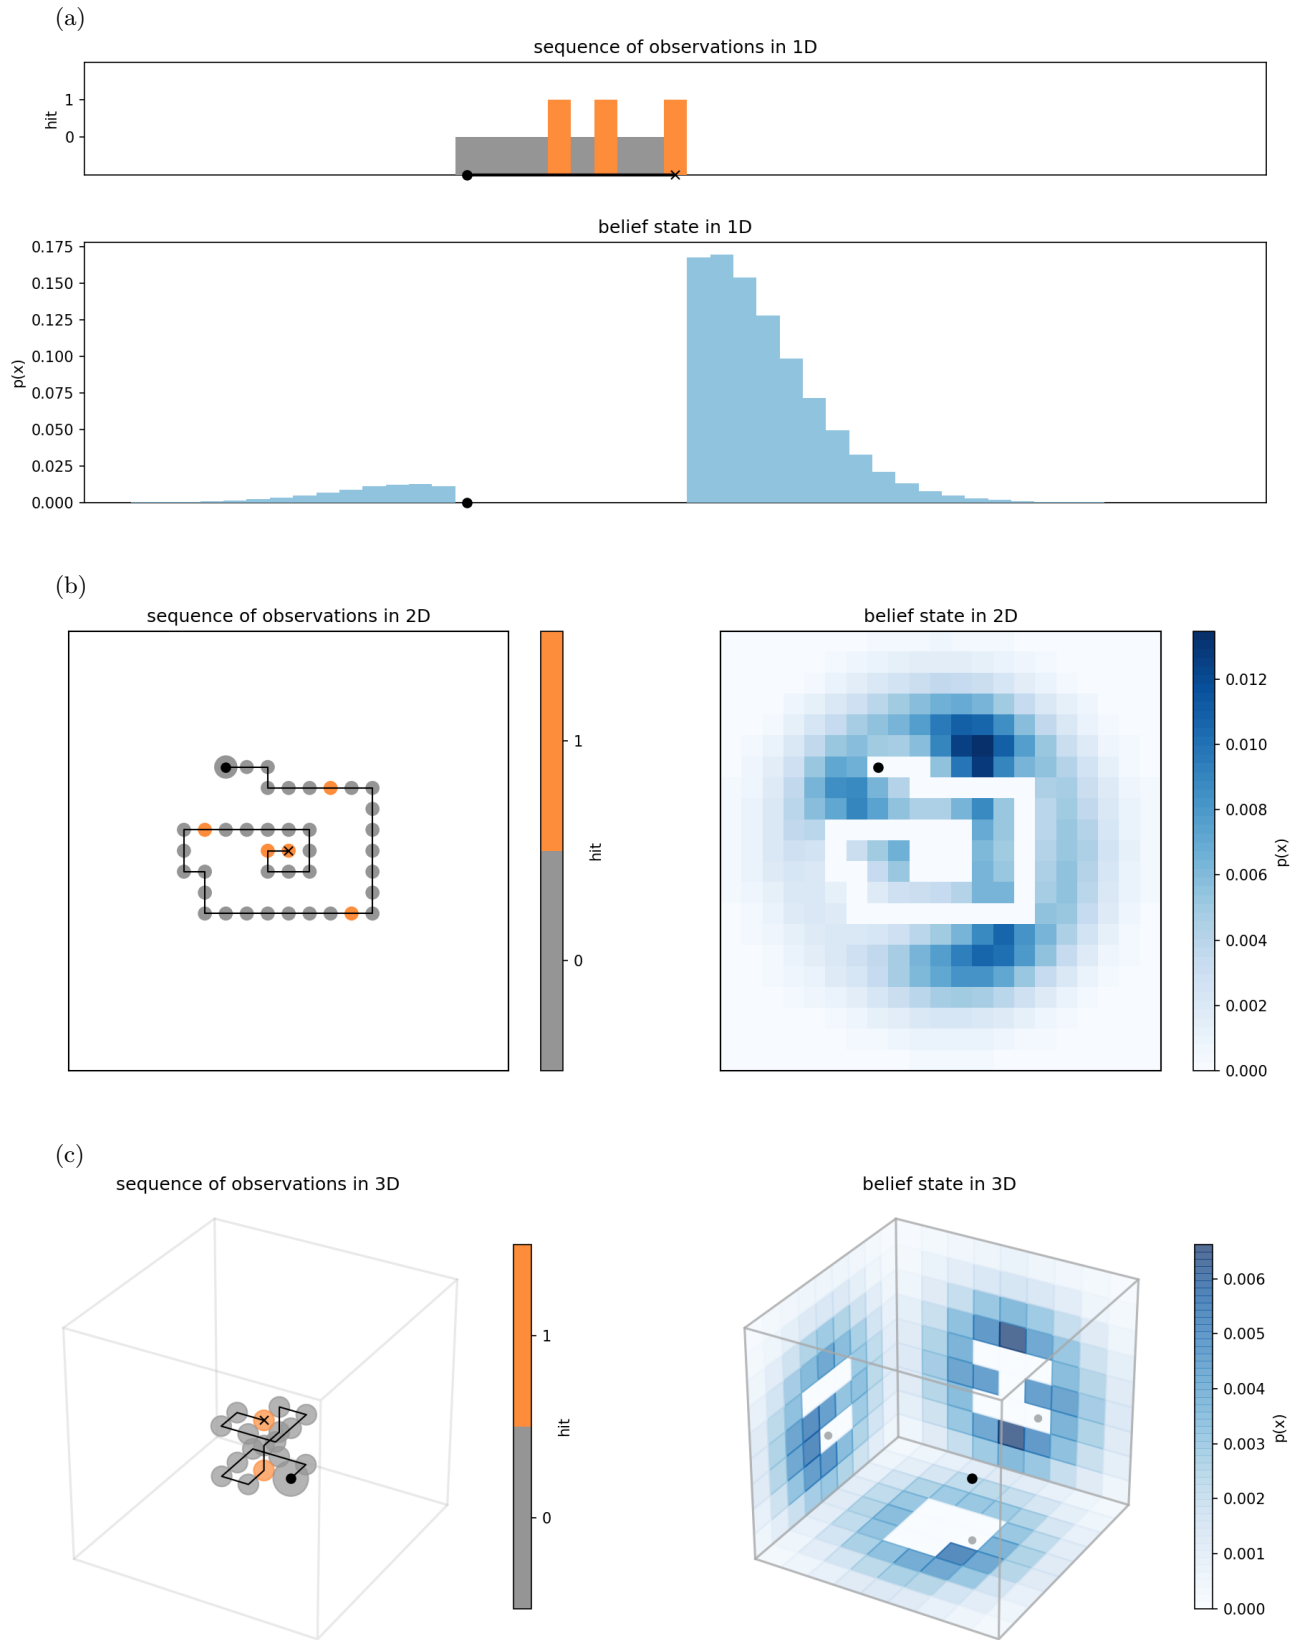 (a)
sequence of observations in 1D
hit
1
0
belief state in 1D
p(x)
0.175
0.150
0.125
0.100
0.075
0.050
0.025
0.000
(b)
sequence of observations in 2D
1
0
hit
belief state in 2D
0.012
0.010
0.008
0.006
0.004
0.002
0.000
p(x)
(c)
sequence of observations in 3D
1
0
hit
belief state in 3D
0.006
0.005
0.004
0.003
0.002
0.001
0.000
p(x)